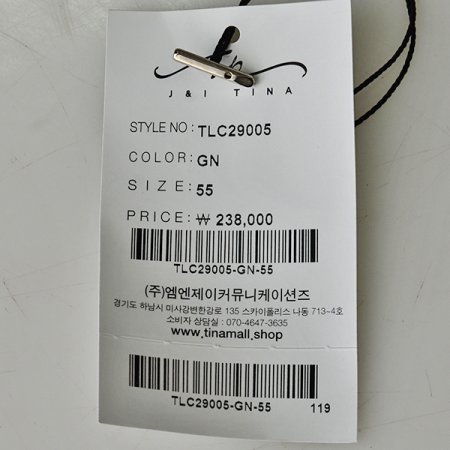 J & I TINA
STYLE NO : TLC29005
COLOR: GN
SIZE: 55
PRICE: ₩ 238,000
TLC29005-GN-55
(주)엠엔제이커뮤니케이션즈
경기도 하남시 미사강변한강로 135 스카이폴리스 나동 713-4호
소비자 상담실 : 070-4647-3635
www.tinamall.shop
TLC29005-GN-55 119